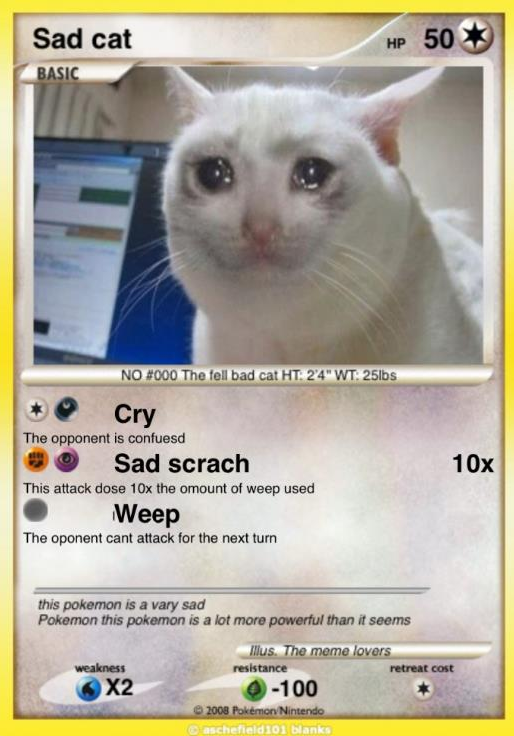 Sad cat
HP 50
BASIC
NO #000 The fell bad cat HT: 2'4" WT: 25lbs
Cry
The opponent is confuesd
Sad scrach 10x
This attack dose 10x the omount of weep used
Weep
The oponent cant attack for the next turn
this pokemon is a vary sad
Pokemon this pokemon is a lot more powerful than it seems
Illus. The meme lovers
weakness resistance retreat cost
X2 -100
© 2008 Pokémon/Nintendo
© aschefield101 blanks